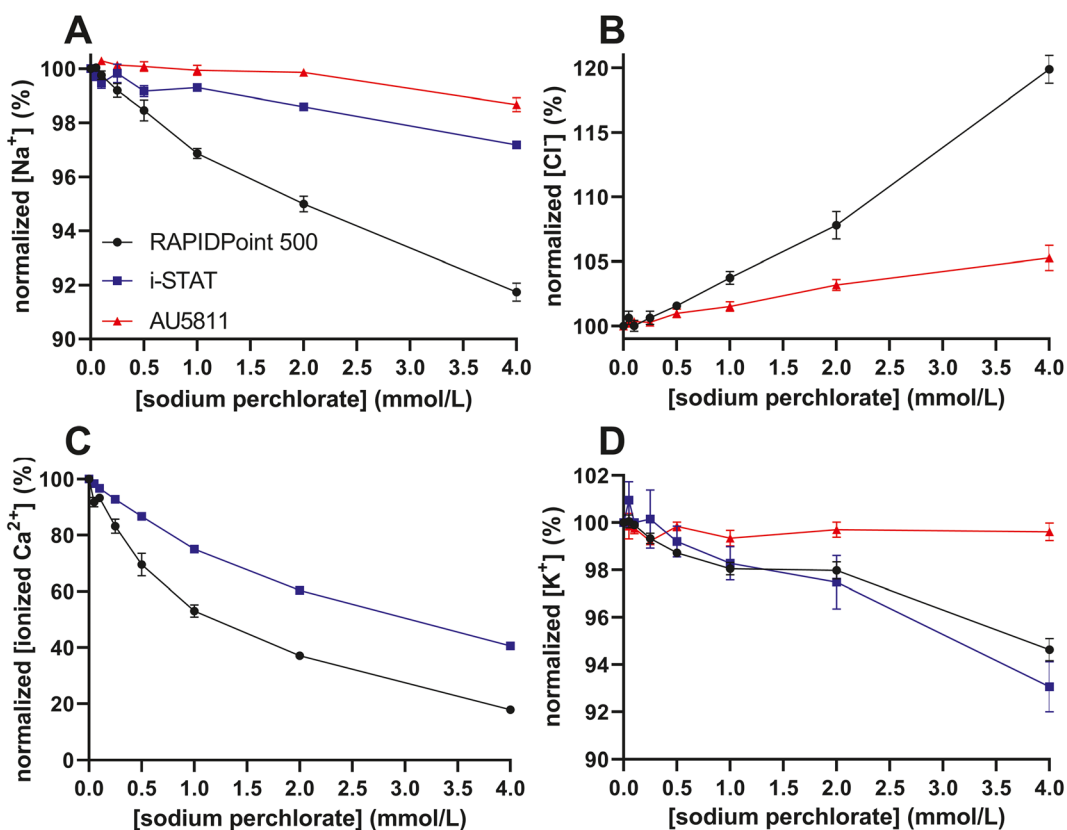 A
normalized [Na⁺] (%)
100
98
96
94
92
90
RAPIDPoint 500
i-STAT
AU5811
0.0 0.5 1.0 1.5 2.0 2.5 3.0 3.5 4.0
[sodium perchlorate] (mmol/L)
B
normalized [Cl⁻] (%)
120
115
110
105
100
0.0 0.5 1.0 1.5 2.0 2.5 3.0 3.5 4.0
[sodium perchlorate] (mmol/L)
C
normalized [ionized Ca²⁺] (%)
100
80
60
40
20
0
0.0 0.5 1.0 1.5 2.0 2.5 3.0 3.5 4.0
[sodium perchlorate] (mmol/L)
D
normalized [K⁺] (%)
102
100
98
96
94
92
90
0.0 0.5 1.0 1.5 2.0 2.5 3.0 3.5 4.0
[sodium perchlorate] (mmol/L)